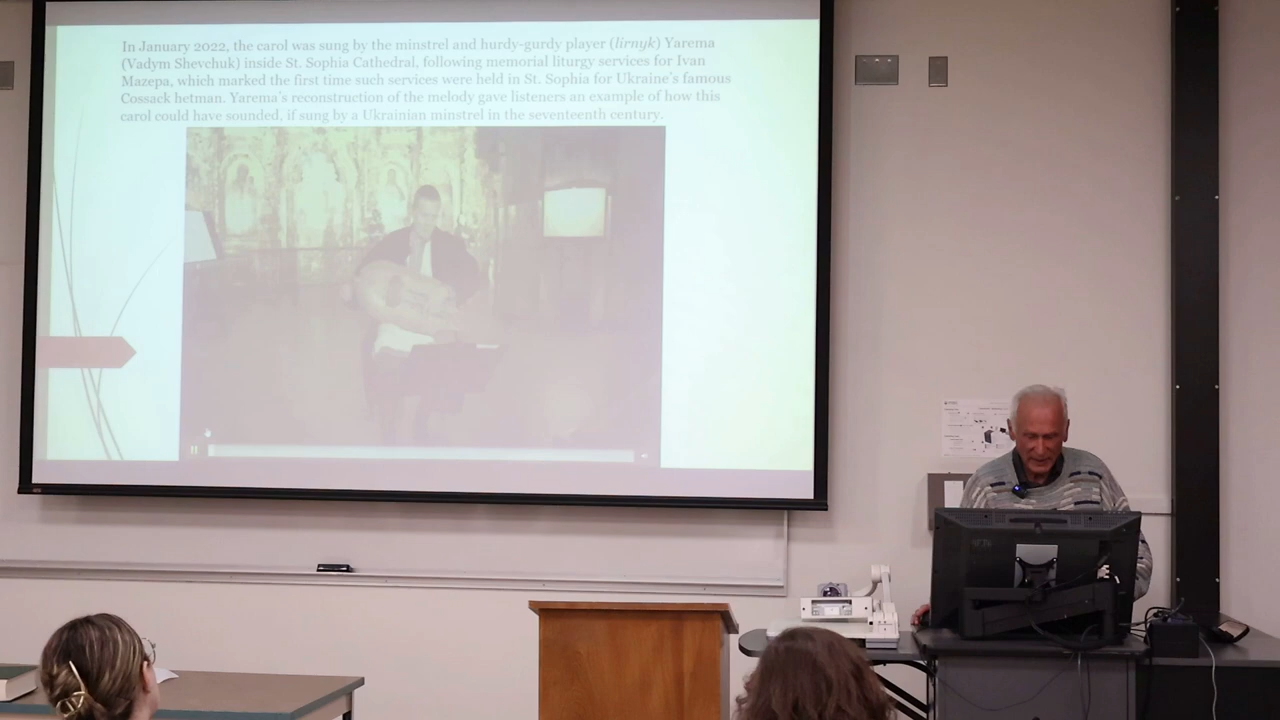 In January 2022, the carol was sung by the minstrel and hurdy-gurdy player (lirnyk) Yarema
(Vadym Shevchuk) inside St. Sophia Cathedral, following memorial liturgy services for Ivan
Mazepa, which marked the first time such services were held in St. Sophia for Ukraine's famous
Cossack hetman. Yarema's reconstruction of the melody gave listeners an example of how this
carol could have sounded, if sung by a Ukrainian minstrel in the seventeenth century.